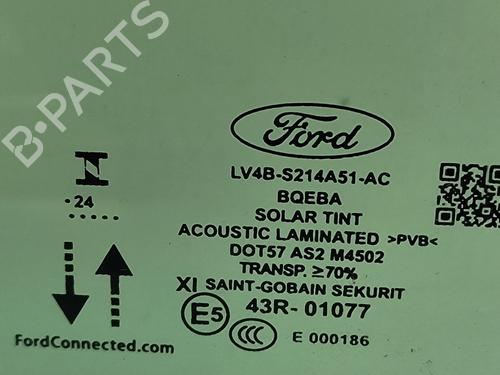 B-PARTS
Ford
LV4B-S214A51-AC
BQEBA
SOLAR TINT
ACOUSTIC LAMINATED >PVB<
DOT57 AS2 M4502
TRANSP. ≥70%
XI SAINT-GOBAIN SEKURIT
E5 43R-01077
CCC E 000186
N
.24
.....
FordConnected.com